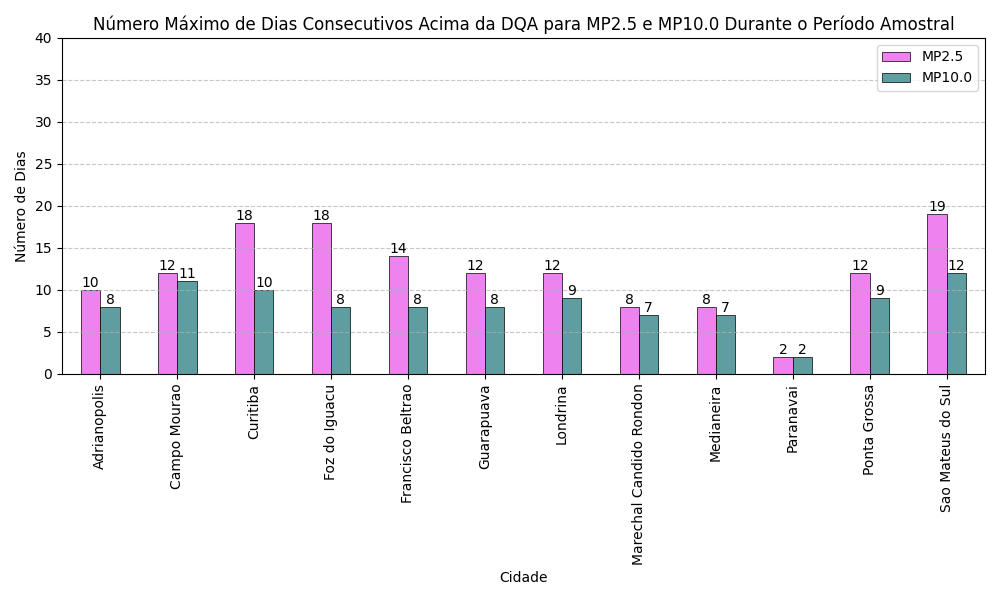 Número Máximo de Dias Consecutivos Acima da DQA para MP2.5 e MP10.0 Durante o Período Amostral
MP2.5
MP10.0
Número de Dias
40
35
30
25
20
15
10
5
0
10
8
12
11
18
10
18
8
14
8
12
8
12
9
8
7
8
7
2
2
12
9
19
12
Adrianopolis
Campo Mourao
Curitiba
Foz do Iguacu
Francisco Beltrao
Guarapuava
Londrina
Marechal Candido Rondon
Medianeira
Paranavai
Ponta Grossa
Sao Mateus do Sul
Cidade